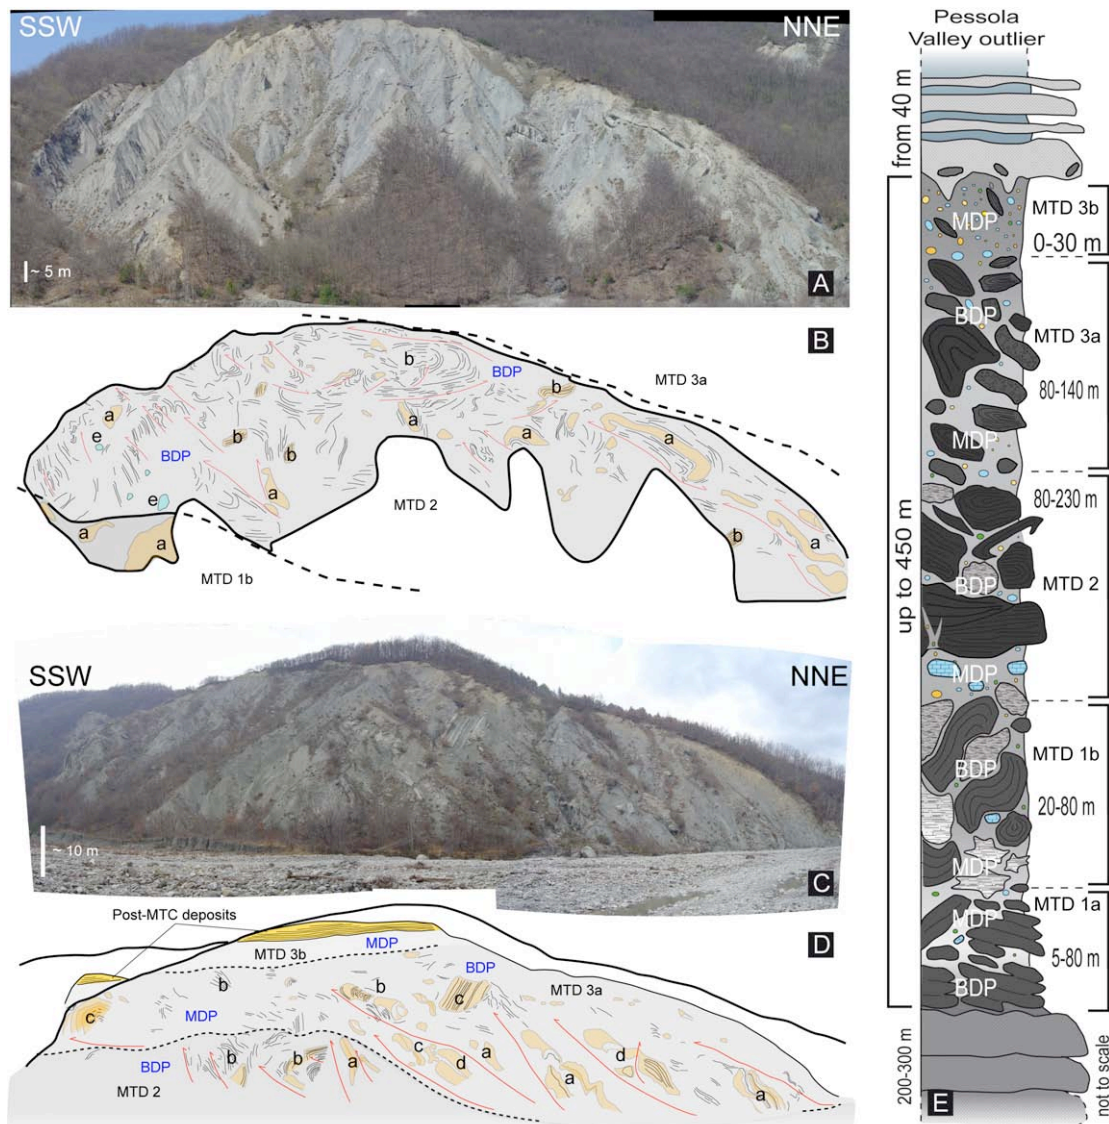 SSW
NNE
~ 5 m
A
B
BDP
MTD 3a
b
b
a
a
a
a
e
b
BDP
b
a
MTD 2
e
a
a
b
a
MTD 1b
SSW
NNE
~ 10 m
C
Post-MTC deposits
D
MDP
MTD 3b
BDP
b
b
c
MTD 3a
c
MDP
c
a
d
d
BDP
b
b
a
a
a
MTD 2
Pessola
Valley outlier
from 40 m
MTD 3b
MDP
0-30 m
BDP
MTD 3a
80-140 m
MDP
80-230 m
up to 450 m
BDP
MTD 2
MDP
MTD 1b
BDP
20-80 m
MDP
MTD 1a
MDP
5-80 m
BDP
200-300 m
E
not to scale